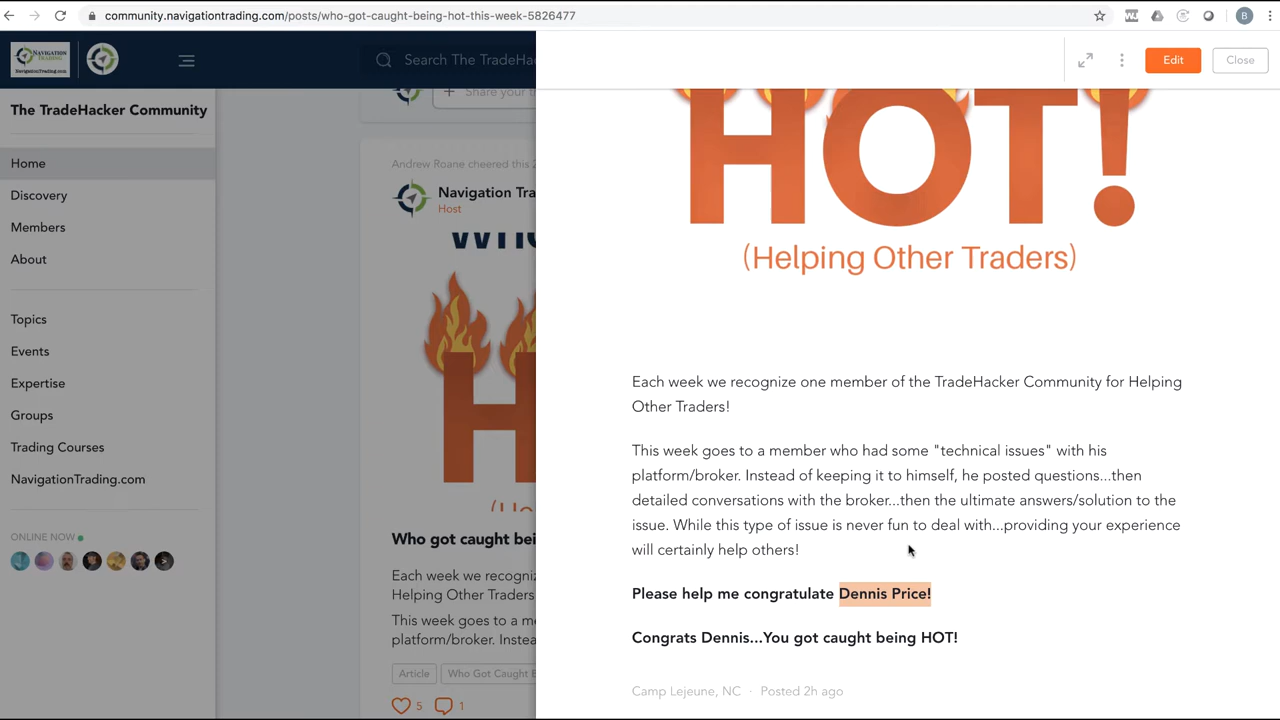 community.navigationtrading.com/posts/who-got-caught-being-hot-this-week-5826477
B
NAVIGATION
TRADING
NavigationTrading.com
Search The TradeHa
Edit
Close
The TradeHacker Community
Home
Discovery
Members
About
Topics
Events
Expertise
Groups
Trading Courses
NavigationTrading.com
ONLINE NOW
Share your t
Andrew Roane cheered this 2
Navigation Tra
Host
H
Who got caught bei
Each week we recogniz
Helping Other Traders
This week goes to a me
platform/broker. Instea
Article
Who Got Caught B
5
1
HOT!
(Helping Other Traders)
Each week we recognize one member of the TradeHacker Community for Helping
Other Traders!
This week goes to a member who had some "technical issues" with his
platform/broker. Instead of keeping it to himself, he posted questions...then
detailed conversations with the broker...then the ultimate answers/solution to the
issue. While this type of issue is never fun to deal with...providing your experience
will certainly help others!
Please help me congratulate Dennis Price!
Congrats Dennis...You got caught being HOT!
Camp Lejeune, NC · Posted 2h ago